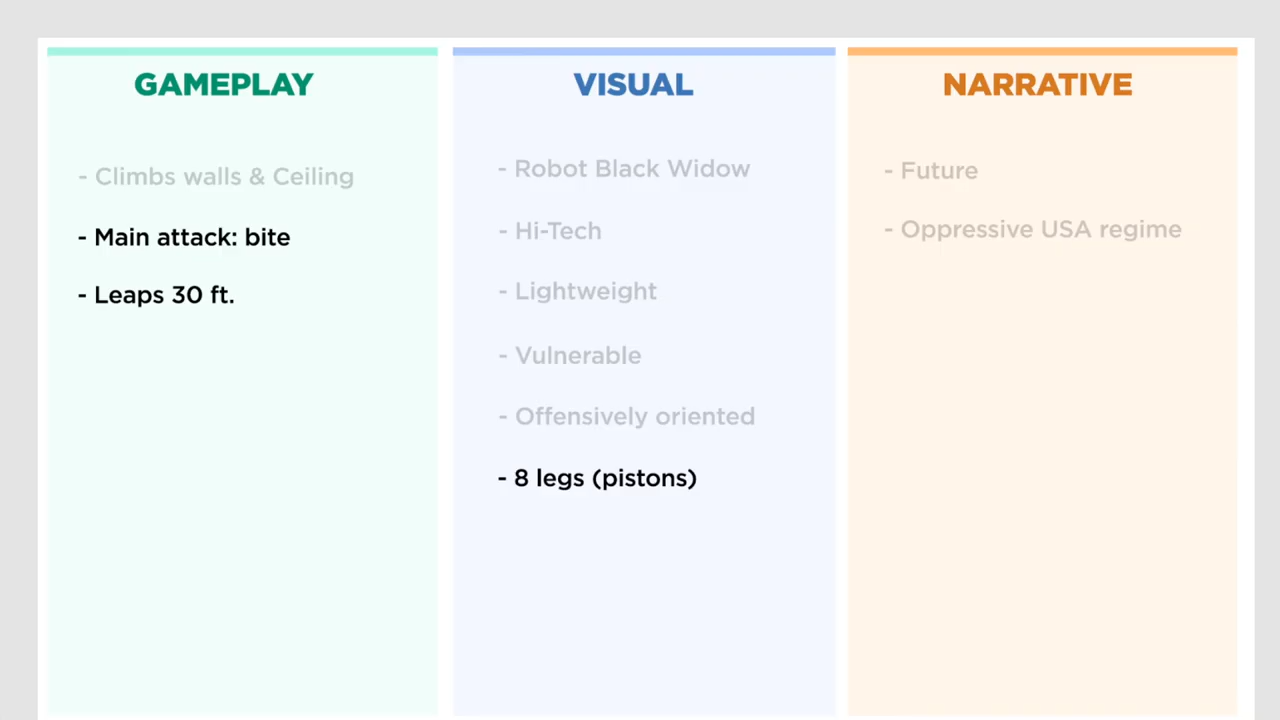 GAMEPLAY
- Climbs walls & Ceiling
- Main attack: bite
- Leaps 30 ft.
VISUAL
- Robot Black Widow
- Hi-Tech
- Lightweight
- Vulnerable
- Offensively oriented
- 8 legs (pistons)
NARRATIVE
- Future
- Oppressive USA regime